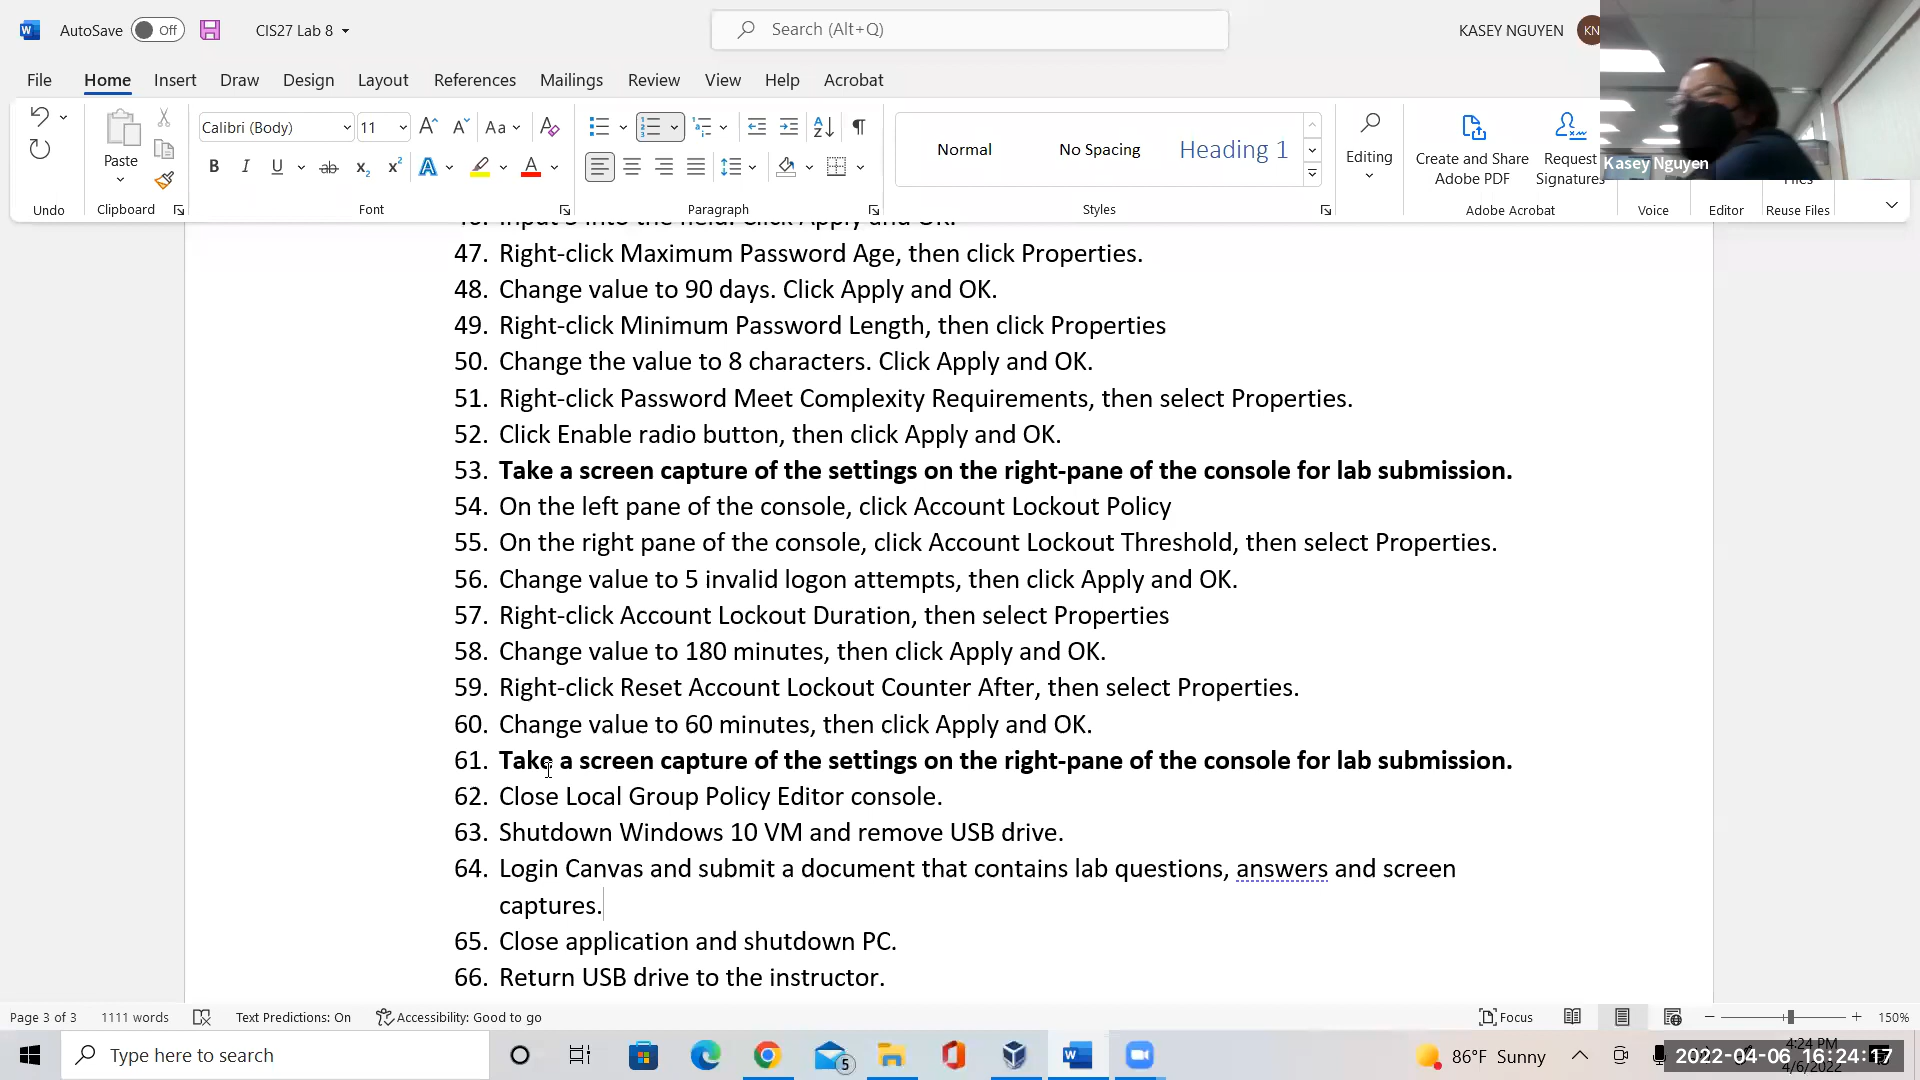 AutoSave Off CIS27 Lab 8 Search (Alt+Q) KASEY NGUYEN KN
File Home Insert Draw Design Layout References Mailings Review View Help Acrobat
Calibri (Body) 11 Aa
Paste
Normal No Spacing Heading 1
Editing
Create and Share Adobe PDF
Request Signatures
Kasey Nguyen
Undo Clipboard Font Paragraph Styles Adobe Acrobat Voice Editor Reuse Files
47. Right-click Maximum Password Age, then click Properties.
48. Change value to 90 days. Click Apply and OK.
49. Right-click Minimum Password Length, then click Properties
50. Change the value to 8 characters. Click Apply and OK.
51. Right-click Password Meet Complexity Requirements, then select Properties.
52. Click Enable radio button, then click Apply and OK.
53. Take a screen capture of the settings on the right-pane of the console for lab submission.
54. On the left pane of the console, click Account Lockout Policy
55. On the right pane of the console, click Account Lockout Threshold, then select Properties.
56. Change value to 5 invalid logon attempts, then click Apply and OK.
57. Right-click Account Lockout Duration, then select Properties
58. Change value to 180 minutes, then click Apply and OK.
59. Right-click Reset Account Lockout Counter After, then select Properties.
60. Change value to 60 minutes, then click Apply and OK.
61. Take a screen capture of the settings on the right-pane of the console for lab submission.
62. Close Local Group Policy Editor console.
63. Shutdown Windows 10 VM and remove USB drive.
64. Login Canvas and submit a document that contains lab questions, answers and screen
captures.
65. Close application and shutdown PC.
66. Return USB drive to the instructor.
Page 3 of 3 1111 words Text Predictions: On Accessibility: Good to go Focus 150%
Type here to search 5 86°F Sunny 4:24 PM
2022-04-06 16:24:17
4/6/2022